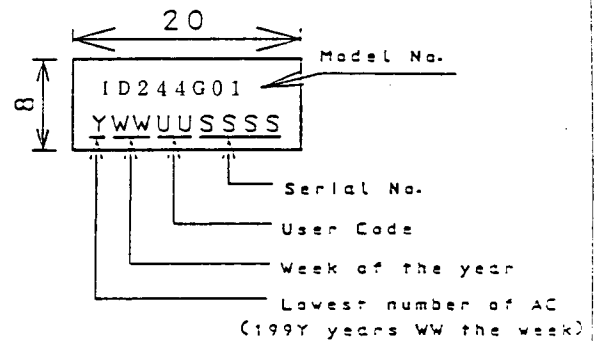 20
Model No.
8
ID244G01
YWWUUSSSS
Serial No.
User Code
Week of the year
Lowest number of AC
(199Y years WW the week)